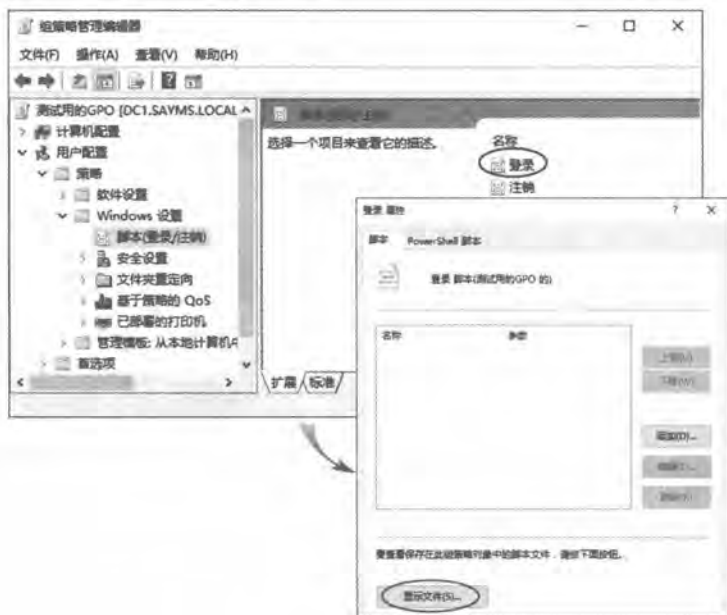 组策略管理编辑器
文件(F) 操作(A) 查看(V) 帮助(H)
测试用的GPO [DC1.SAYMS.LOCAL
计算机配置
用户配置
策略
软件设置
Windows 设置
脚本(登录/注销)
安全设置
文件夹重定向
基于策略的 QoS
已部署的打印机
管理模板: 从本地计算机中
首选项
选择一个项目来查看它的描述。
名称
登录
注销
扩展 标准
登录 属性
脚本 PowerShell 脚本
登录 脚本(测试用的GPO 的)
名称 参数
添加(D)...
要查看保存在此组策略对象中的脚本文件，请按下面按钮。
显示文件(S)...